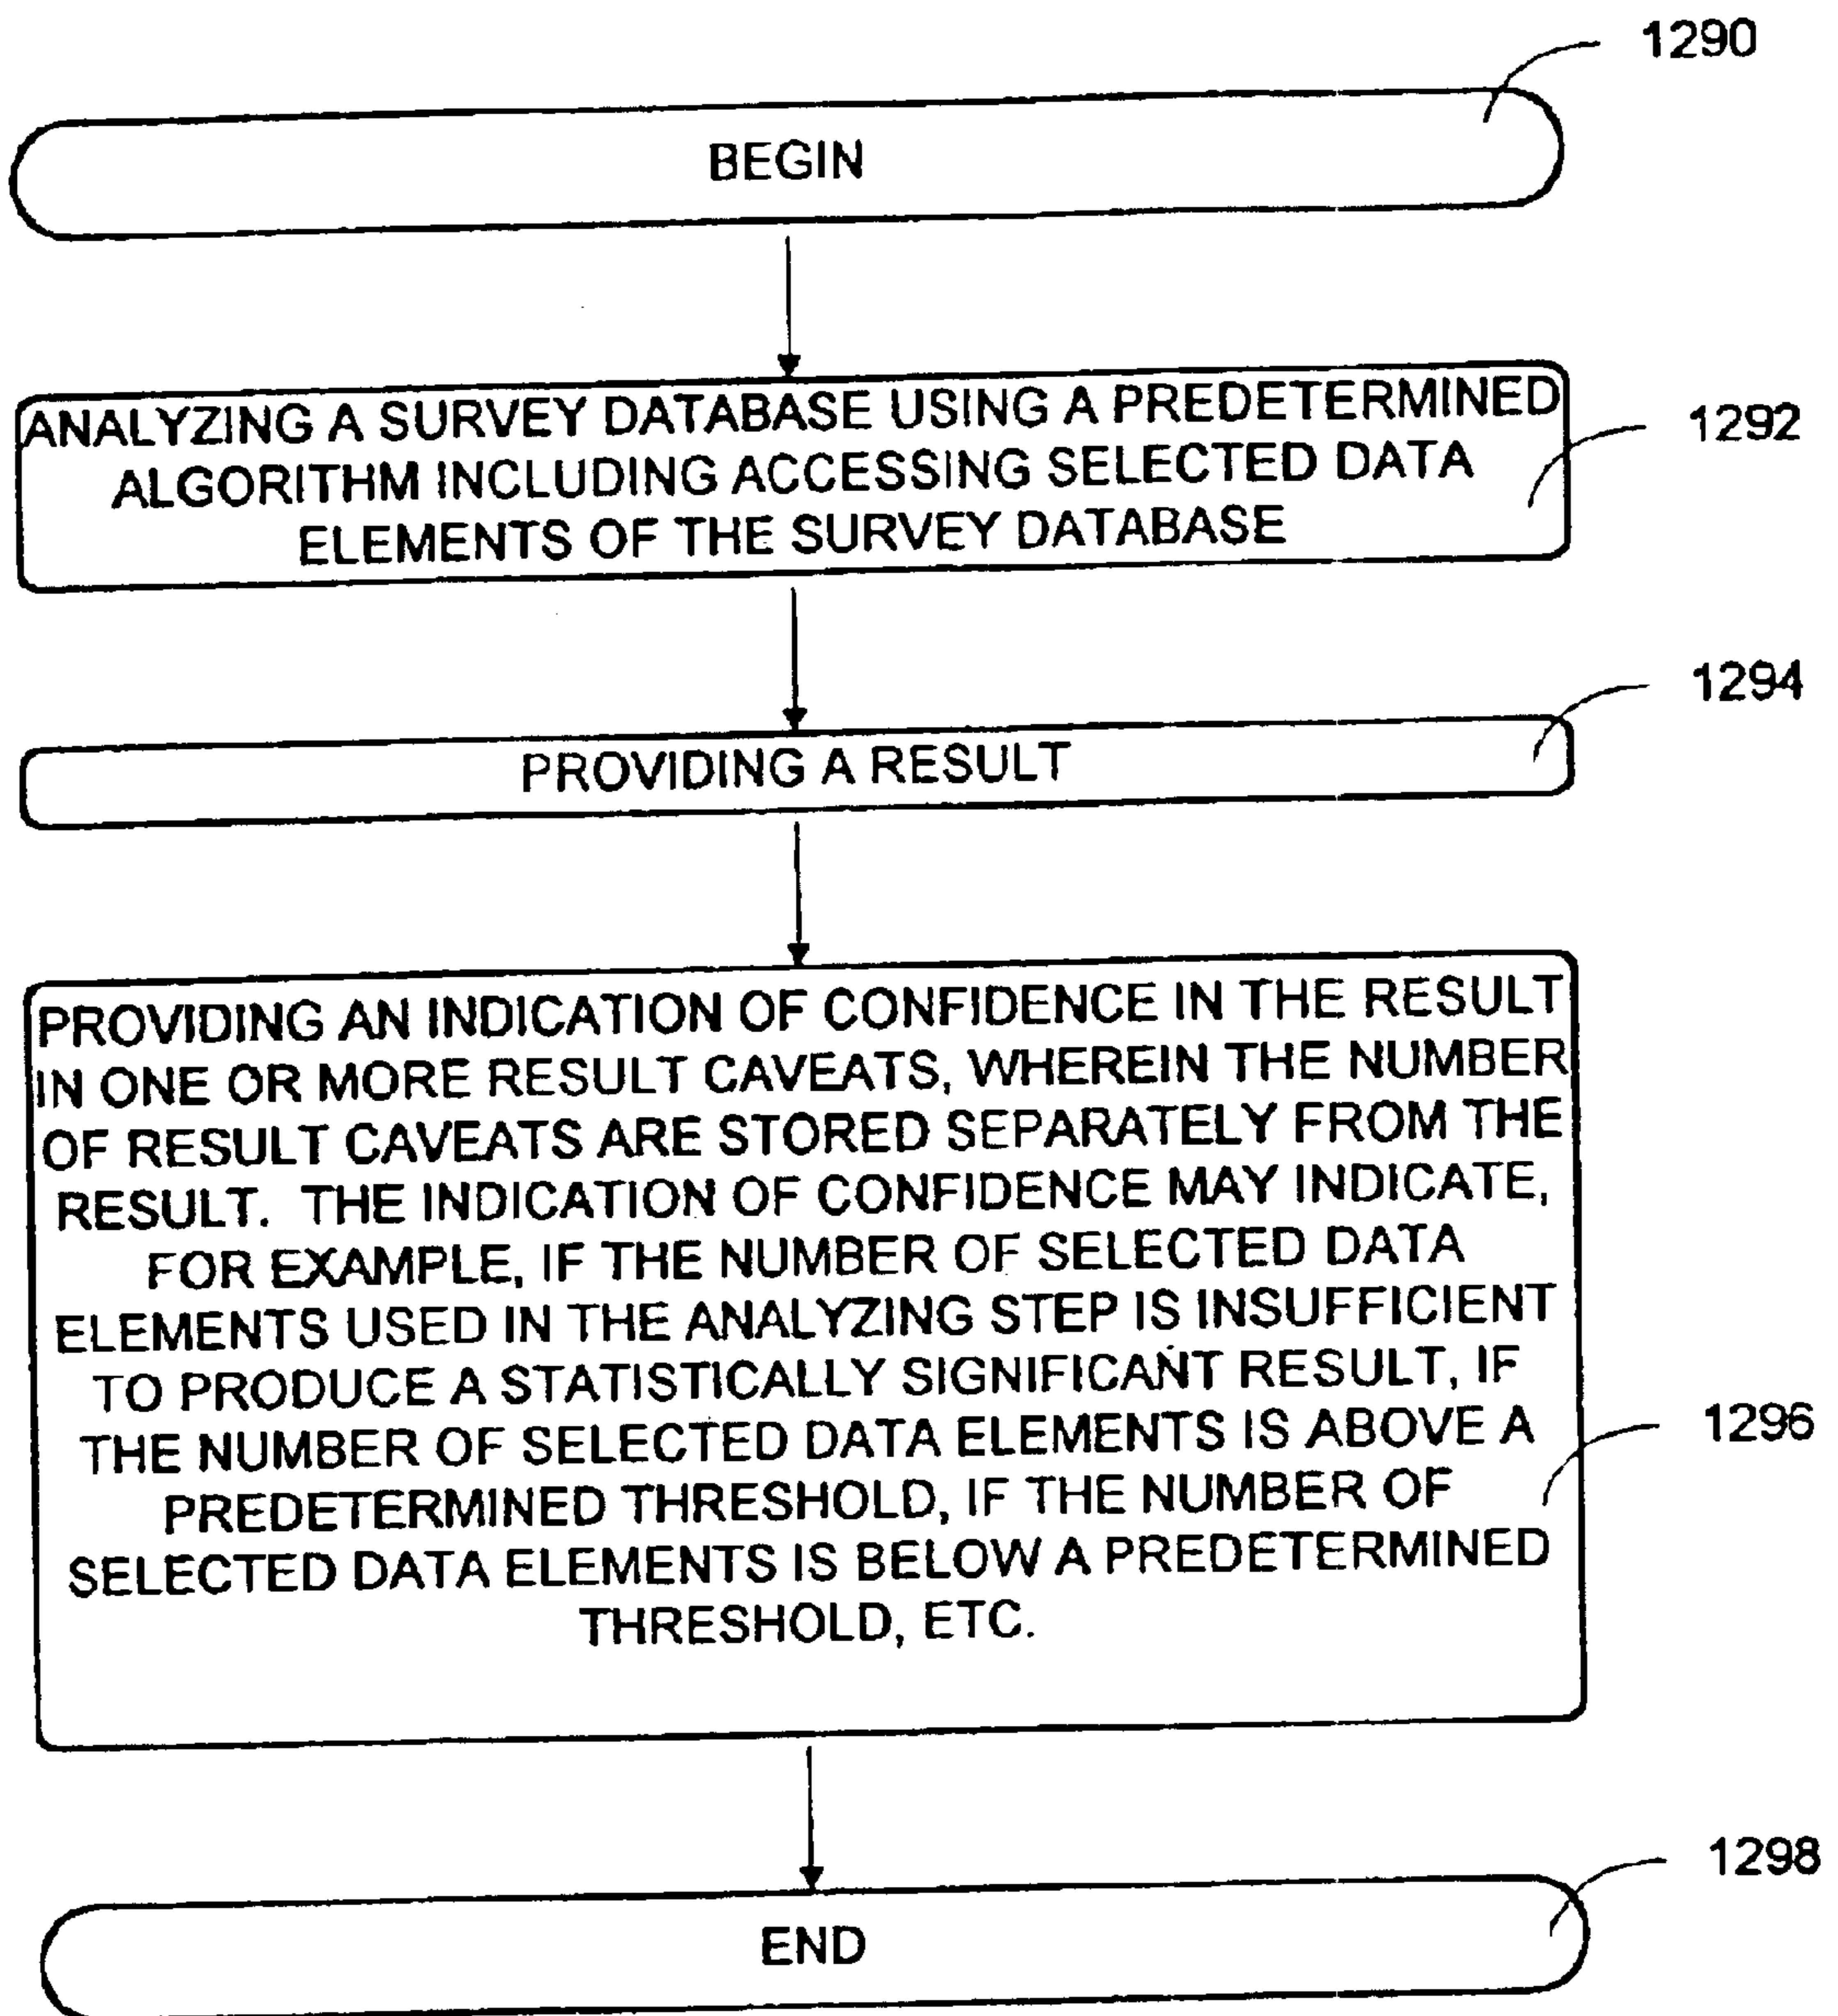 1290
BEGIN
ANALYZING A SURVEY DATABASE USING A PREDETERMINED
ALGORITHM INCLUDING ACCESSING SELECTED DATA
ELEMENTS OF THE SURVEY DATABASE
1292
1294
PROVIDING A RESULT
PROVIDING AN INDICATION OF CONFIDENCE IN THE RESULT
IN ONE OR MORE RESULT CAVEATS, WHEREIN THE NUMBER
OF RESULT CAVEATS ARE STORED SEPARATELY FROM THE
RESULT. THE INDICATION OF CONFIDENCE MAY INDICATE,
FOR EXAMPLE, IF THE NUMBER OF SELECTED DATA
ELEMENTS USED IN THE ANALYZING STEP IS INSUFFICIENT
TO PRODUCE A STATISTICALLY SIGNIFICANT RESULT, IF
THE NUMBER OF SELECTED DATA ELEMENTS IS ABOVE A
PREDETERMINED THRESHOLD, IF THE NUMBER OF
SELECTED DATA ELEMENTS IS BELOW A PREDETERMINED
THRESHOLD, ETC.
1296
1298
END